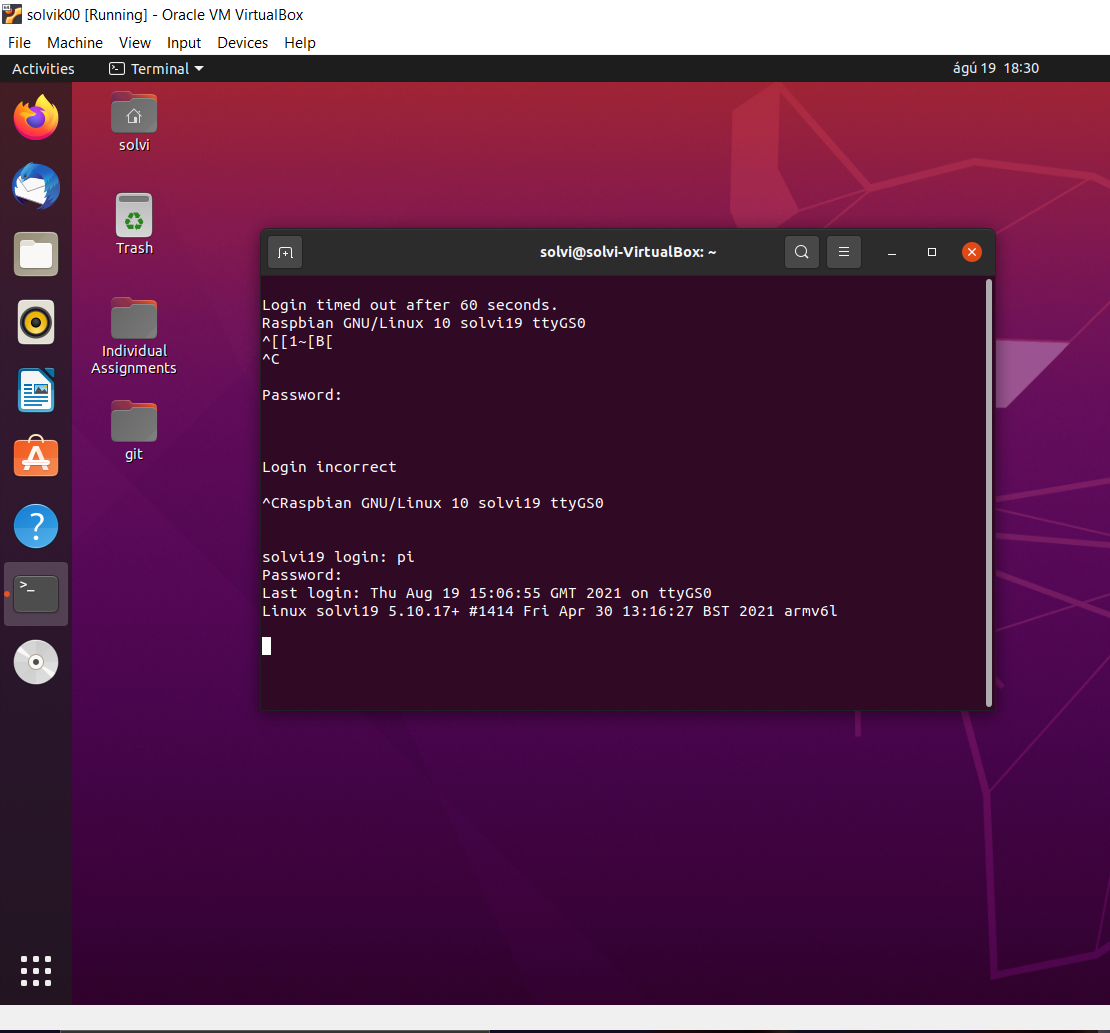 solvik00 [Running] - Oracle VM VirtualBox
File Machine View Input Devices Help
Activities Terminal ágú 19 18:30
solvi
Trash
Individual
Assignments
git
solvi@solvi-VirtualBox: ~
Login timed out after 60 seconds.
Raspbian GNU/Linux 10 solvi19 ttyGS0
^[[1~[B[
^C
Password:
Login incorrect
^CRaspbian GNU/Linux 10 solvi19 ttyGS0
solvi19 login: pi
Password:
Last login: Thu Aug 19 15:06:55 GMT 2021 on ttyGS0
Linux solvi19 5.10.17+ #1414 Fri Apr 30 13:16:27 BST 2021 armv6l